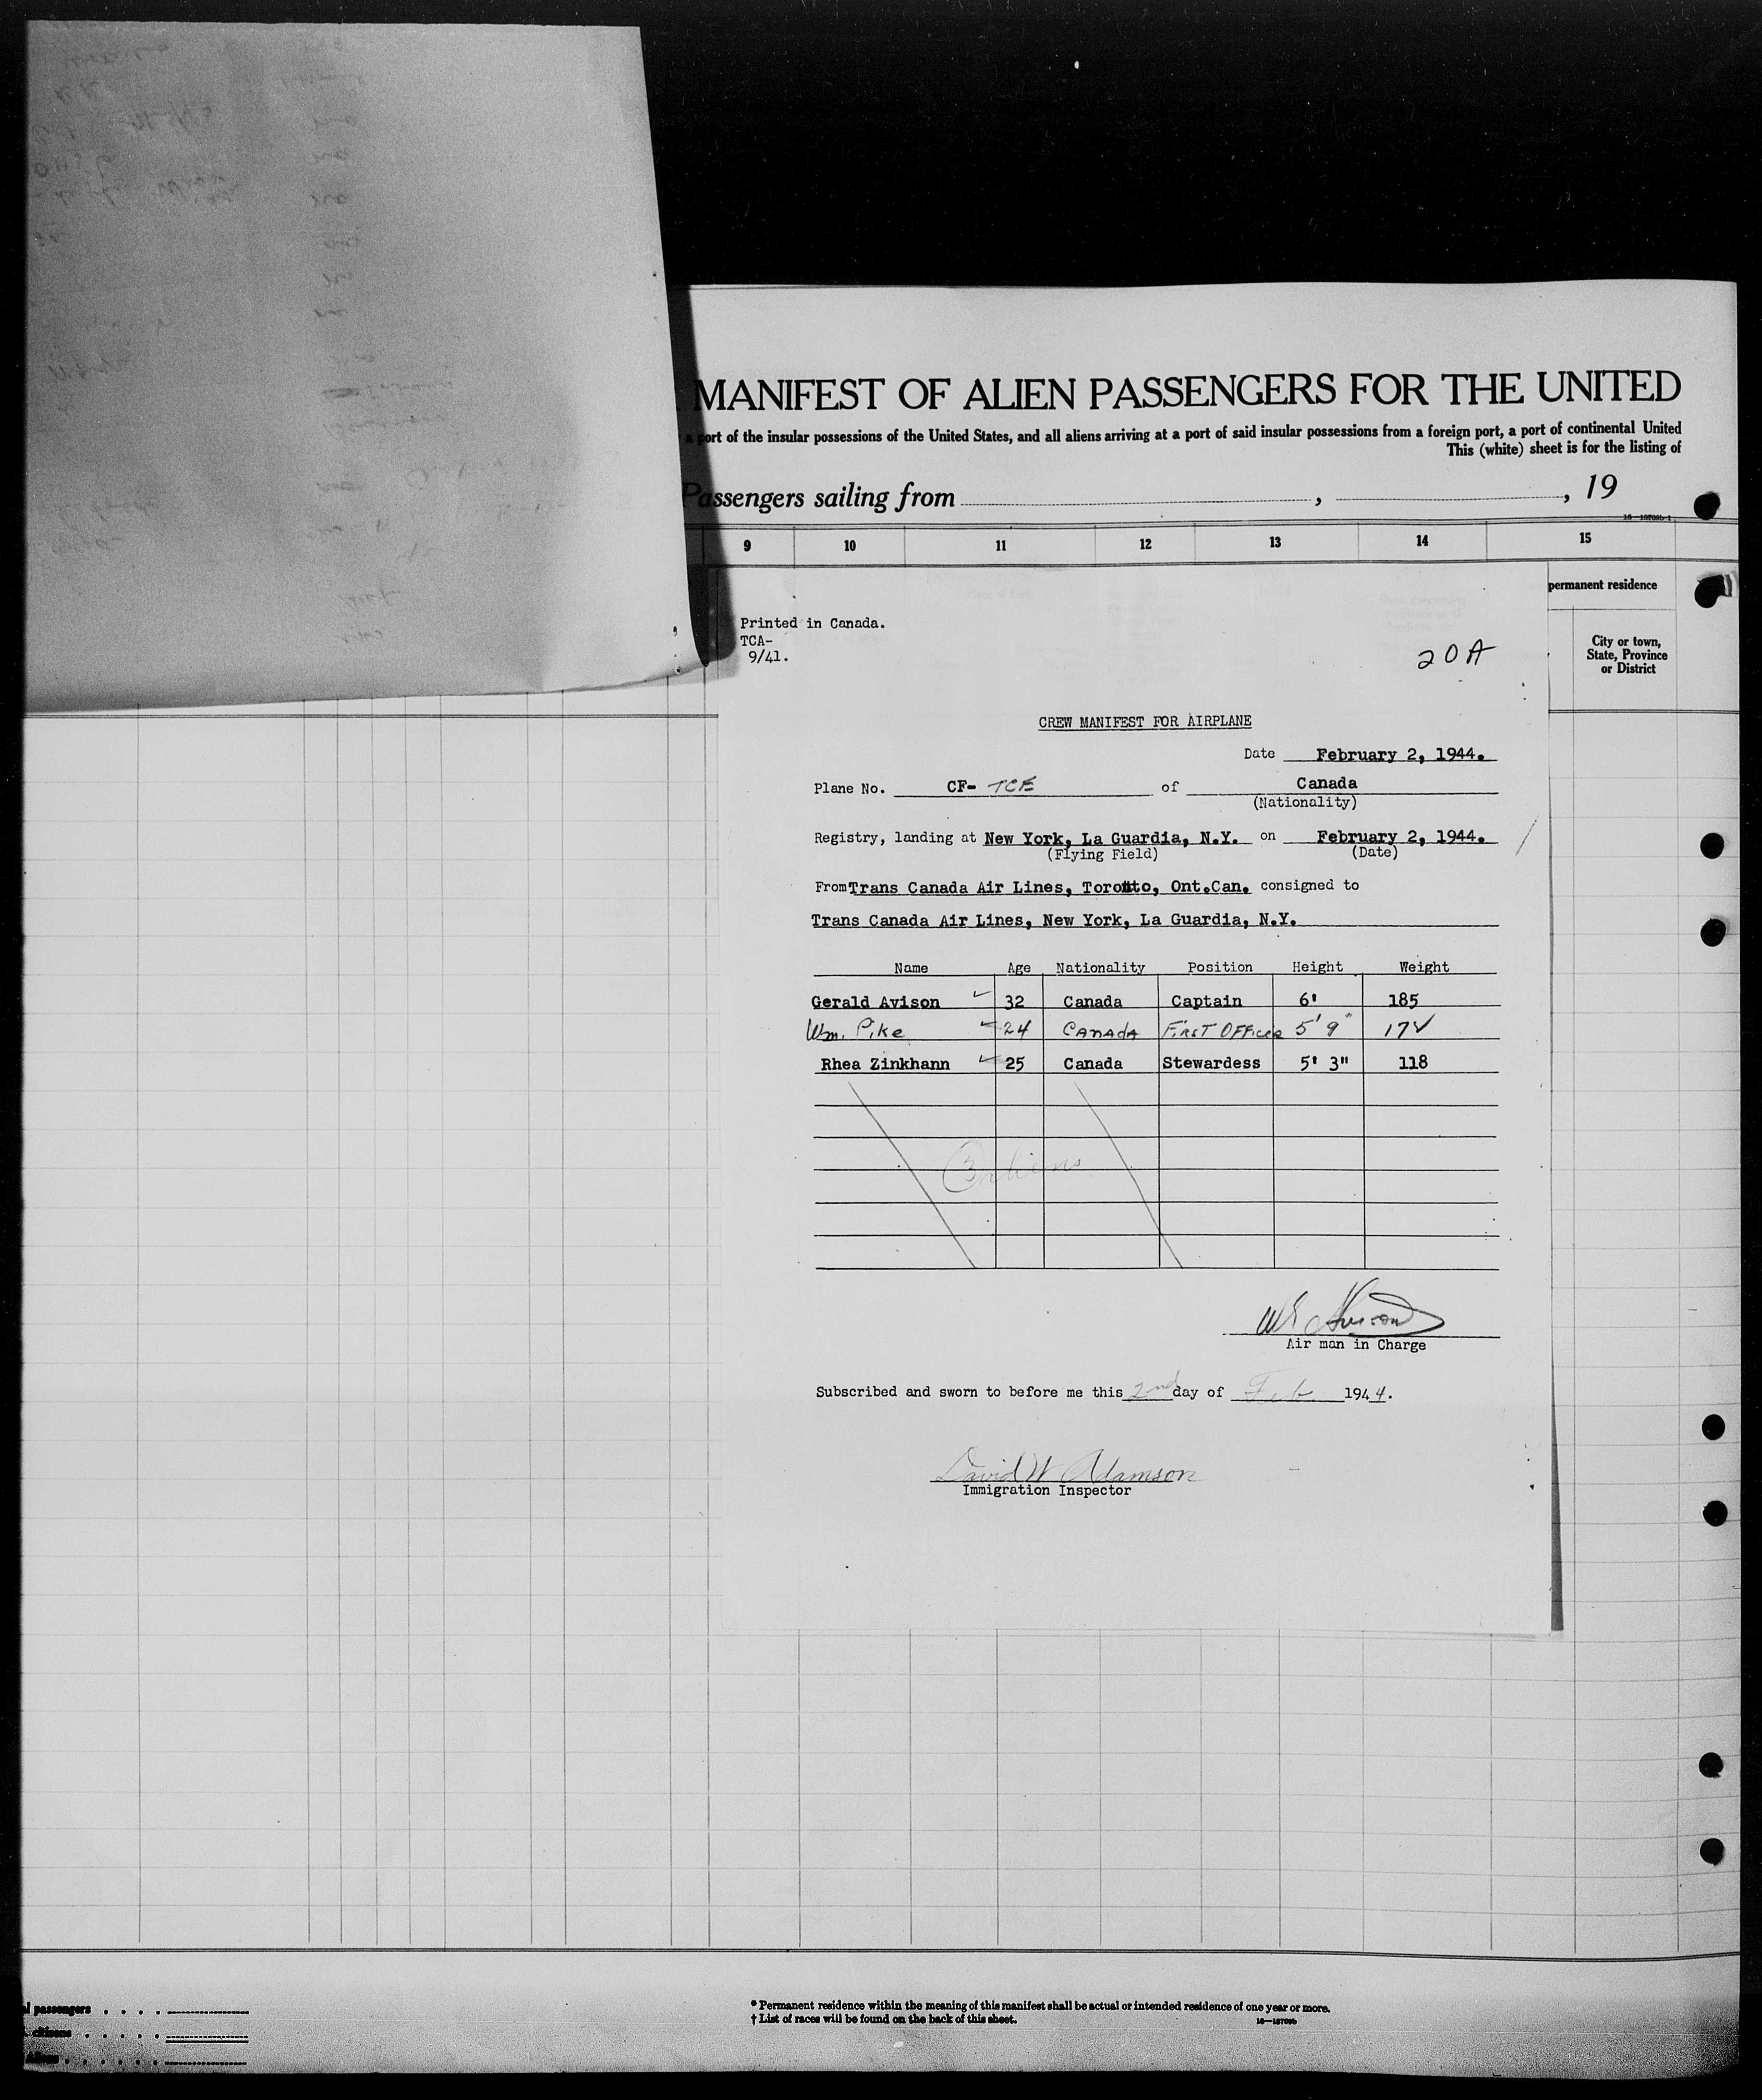 MANIFEST OF ALIEN PASSENGERS FOR THE UNITED
a port of the insular possessions of the United States, and all aliens arriving at a port of said insular possessions from a foreign port, a port of continental United
This (white) sheet is for the listing of
Passengers sailing from , , 19
9 10 11 12 13 14 15
permanent residence
City or town,
State, Province
or District
Printed in Canada.
TCA-
9/41.
20A
CREW MANIFEST FOR AIRPLANE
Date February 2, 1944.
Plane No. CF- TCE of Canada
(Nationality)
Registry, landing at New York, La Guardia, N.Y. on February 2, 1944.
(Flying Field) (Date)
From Trans Canada Air Lines, Toronto, Ont.Can. consigned to
Trans Canada Air Lines, New York, La Guardia, N.Y.
Name Age Nationality Position Height Weight
Gerald Avison 32 Canada Captain 6' 185
Wm. Pike 24 CANADA FIRST OFFICER 5' 9"
Rhea Zinkhann 25 Canada Stewardess 5' 3" 118
3 aliens
Avison
Air man in Charge
Subscribed and sworn to before me this 2nd day of Feb 1944.
David W Adamson
Immigration Inspector
passengers . . . .
citizens . . . . .
* Permanent residence within the meaning of this manifest shall be actual or intended residence of one year or more.
† List of races will be found on the back of this sheet.